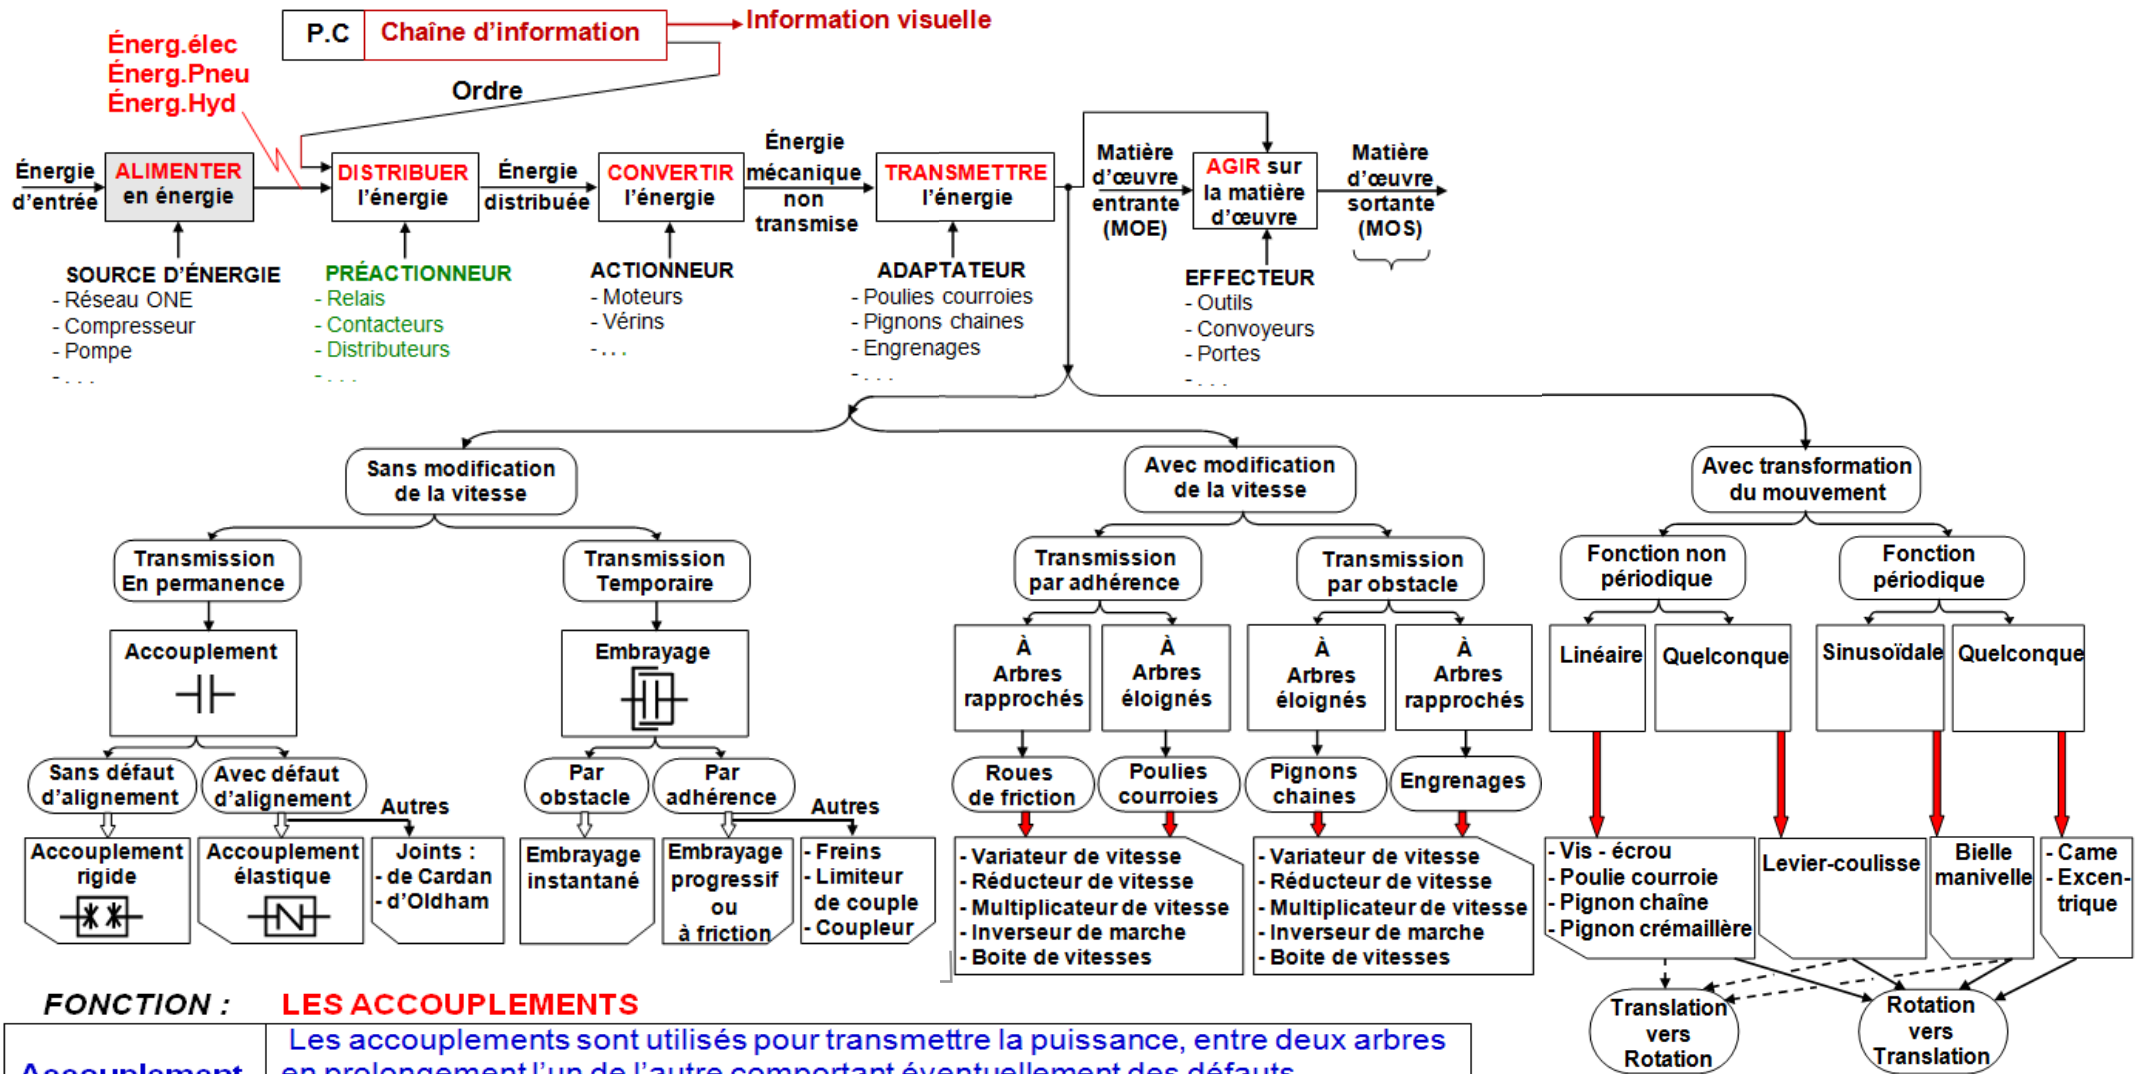 P.C
Chaîne d’information
Information visuelle
Énerg.élec
Énerg.Pneu
Énerg.Hyd
Ordre
Énergie
d’entrée
ALIMENTER
en énergie
DISTRIBUER
l’énergie
Énergie
distribuée
CONVERTIR
l’énergie
Énergie
mécanique
non
transmise
TRANSMETTRE
l’énergie
Matière
d’œuvre
entrante
(MOE)
AGIR sur
la matière
d’œuvre
Matière
d’œuvre
sortante
(MOS)
SOURCE D’ÉNERGIE
- Réseau ONE
- Compresseur
- Pompe
- . . .
PRÉACTIONNEUR
- Relais
- Contacteurs
- Distributeurs
- . . .
ACTIONNEUR
- Moteurs
- Vérins
- . . .
ADAPTATEUR
- Poulies courroies
- Pignons chaines
- Engrenages
- . . .
EFFECTEUR
- Outils
- Convoyeurs
- Portes
- . . .
Sans modification
de la vitesse
Avec modification
de la vitesse
Avec transformation
du mouvement
Transmission
En permanence
Transmission
Temporaire
Transmission
par adhérence
Transmission
par obstacle
Fonction non
périodique
Fonction
périodique
Accouplement
Embrayage
À
Arbres
rapprochés
À
Arbres
éloignés
À
Arbres
éloignés
À
Arbres
rapprochés
Linéaire
Quelconque
Sinusoïdale
Quelconque
Sans défaut
d’alignement
Avec défaut
d’alignement
Autres
Par
obstacle
Par
adhérence
Autres
Roues
de friction
Poulies
courroies
Pignons
chaines
Engrenages
Accouplement
rigide
Accouplement
élastique
Joints :
- de Cardan
- d’Oldham
Embrayage
instantané
Embrayage
progressif
ou
à friction
- Freins
- Limiteur
de couple
- Coupleur
- Variateur de vitesse
- Réducteur de vitesse
- Multiplicateur de vitesse
- Inverseur de marche
- Boite de vitesses
- Variateur de vitesse
- Réducteur de vitesse
- Multiplicateur de vitesse
- Inverseur de marche
- Boite de vitesses
- Vis - écrou
- Poulie courroie
- Pignon chaîne
- Pignon crémaillère
Levier-coulisse
Bielle
manivelle
- Came
- Excen-
trique
Translation
vers
Rotation
Rotation
vers
Translation
FONCTION : LES ACCOUPLEMENTS
Les accouplements sont utilisés pour transmettre la puissance, entre deux arbres
Accouplement
en prolongement l’un de l’autre comportant éventuellement des défauts